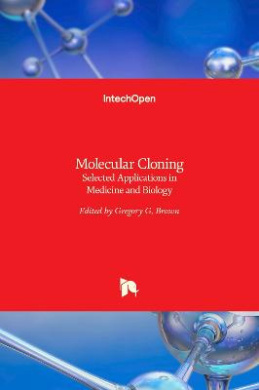 IntechOpen
Molecular Cloning
Selected Applications in
Medicine and Biology
Edited by Gregory G. Brown